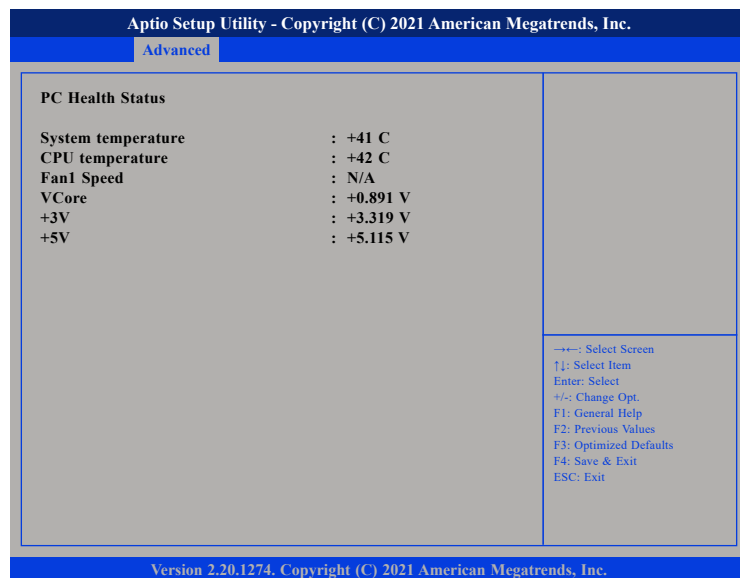 Aptio Setup Utility - Copyright (C) 2021 American Megatrends, Inc.
Advanced
PC Health Status
System temperature : +41 C
CPU temperature : +42 C
Fan1 Speed : N/A
VCore : +0.891 V
+3V : +3.319 V
+5V : +5.115 V
→←: Select Screen
↑↓: Select Item
Enter: Select
+/-: Change Opt.
F1: General Help
F2: Previous Values
F3: Optimized Defaults
F4: Save & Exit
ESC: Exit
Version 2.20.1274. Copyright (C) 2021 American Megatrends, Inc.